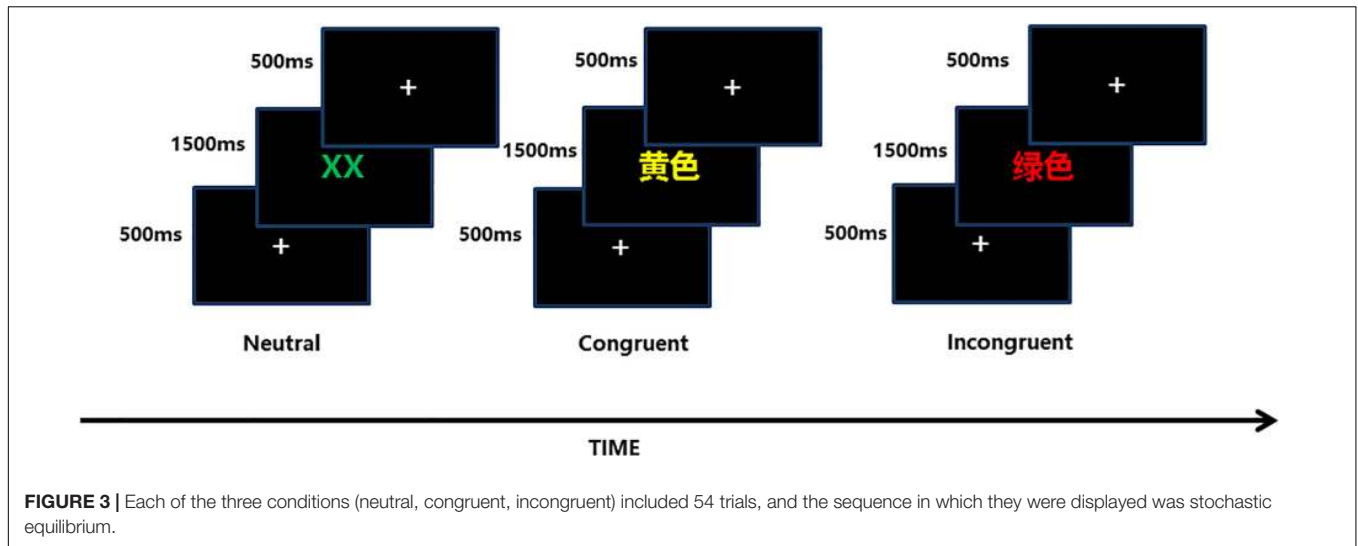 500ms
500ms
500ms
1500ms
XX
1500ms
黄色
1500ms
绿色
500ms
500ms
500ms
Neutral
Congruent
Incongruent
TIME
FIGURE 3 | Each of the three conditions (neutral, congruent, incongruent) included 54 trials, and the sequence in which they were displayed was stochastic
equilibrium.